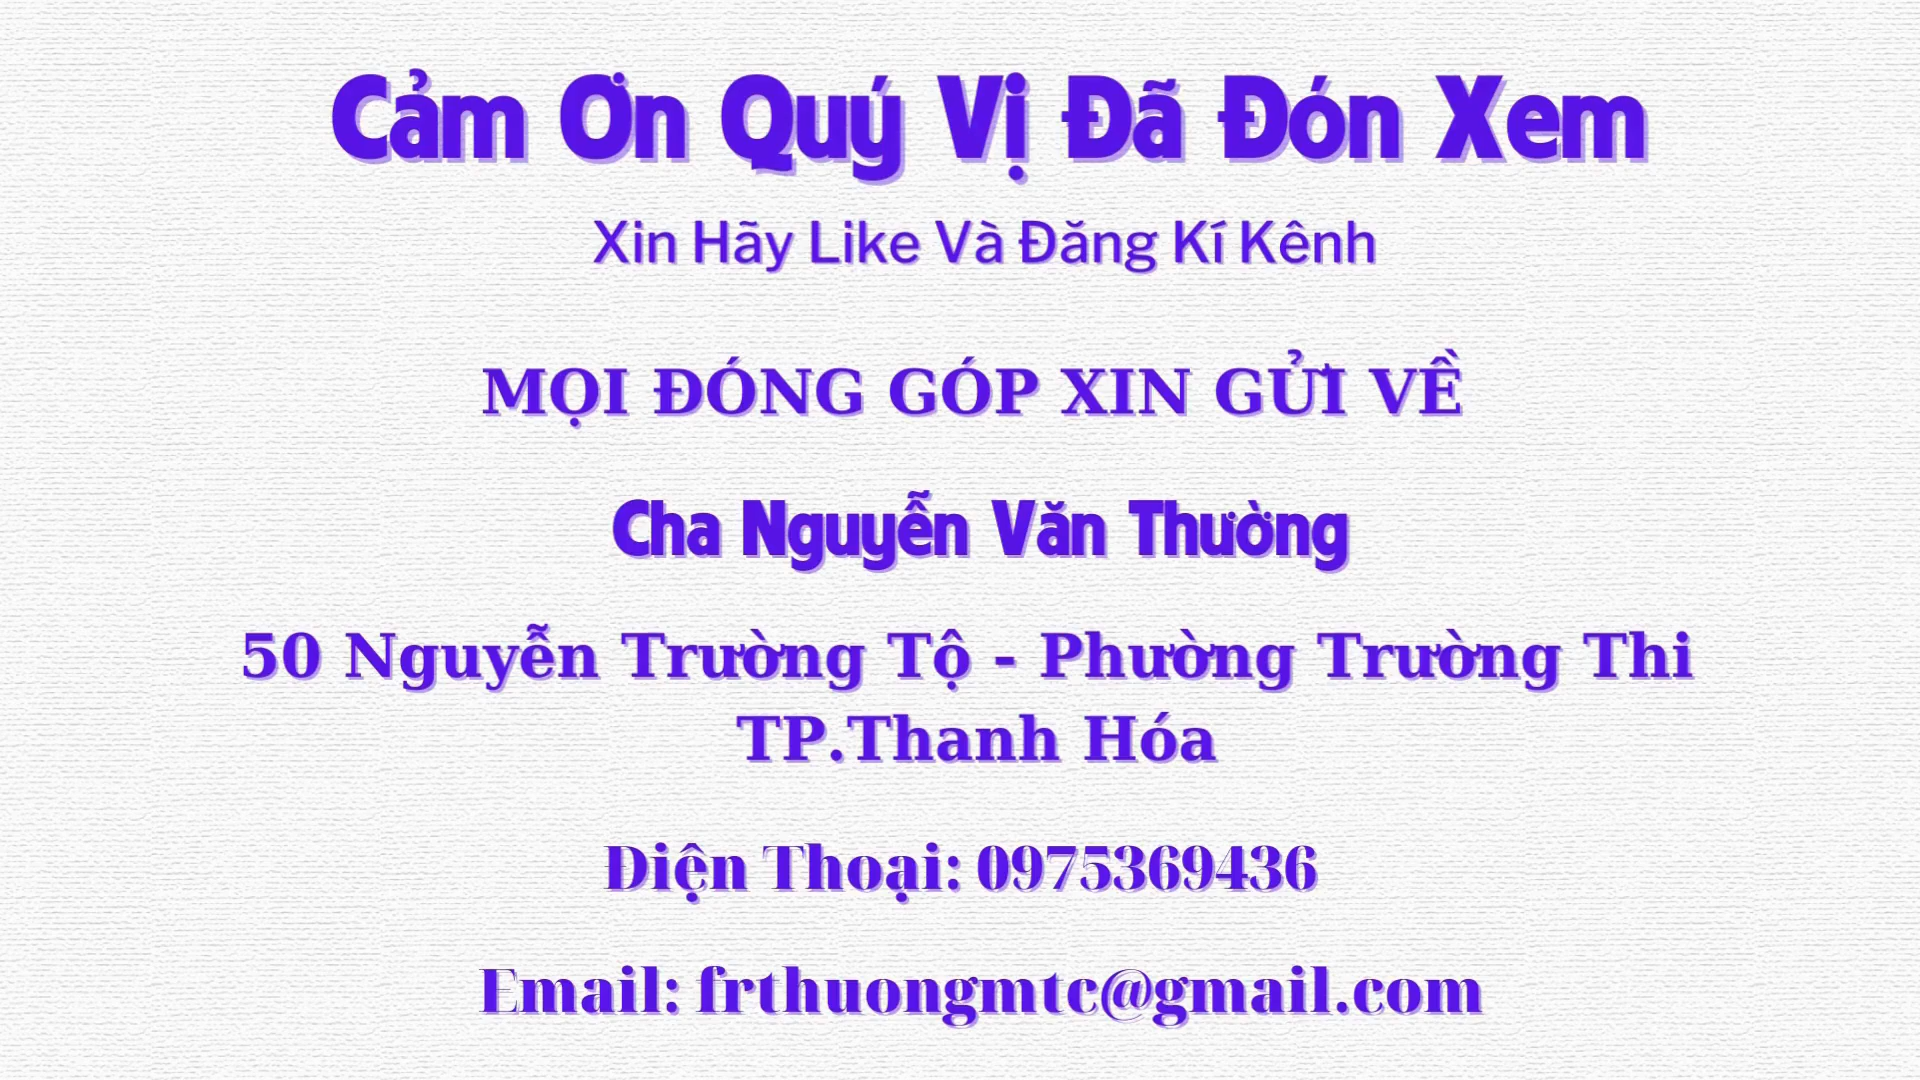 Cảm Ơn Quý Vị Đã Đón Xem
Xin Hãy Like Và Đăng Kí Kênh
MỌI ĐÓNG GÓP XIN GỬI VỀ
Cha Nguyễn Văn Thường
50 Nguyễn Trường Tộ - Phường Trường Thi
TP.Thanh Hóa
Điện Thoại: 0975369436
Email: frthuongmtc@gmail.com